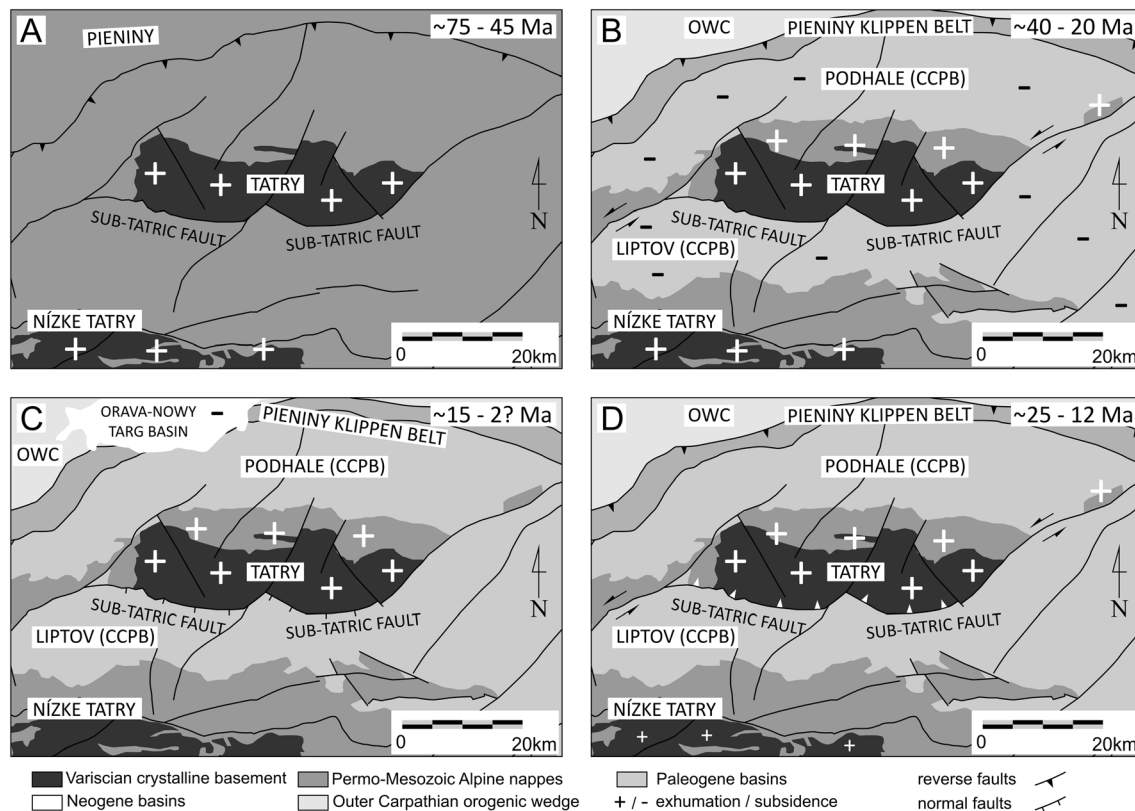 A
~75 - 45 Ma
PIENINY
TATRY
SUB-TATRIC FAULT
SUB-TATRIC FAULT
N
NÍZKE TATRY
0
20km
B
OWC
PIENINY KLIPPEN BELT
~40 - 20 Ma
PODHALE (CCPB)
TATRY
SUB-TATRIC FAULT
SUB-TATRIC FAULT
N
LIPTOV (CCPB)
NÍZKE TATRY
0
20km
C
ORAVA-NOWY
TARG BASIN
PIENINY KLIPPEN BELT
~15 - 2? Ma
OWC
PODHALE (CCPB)
TATRY
SUB-TATRIC FAULT
SUB-TATRIC FAULT
N
LIPTOV (CCPB)
NÍZKE TATRY
0
20km
D
OWC
PIENINY KLIPPEN BELT
~25 - 12 Ma
PODHALE (CCPB)
TATRY
SUB-TATRIC FAULT
SUB-TATRIC FAULT
N
LIPTOV (CCPB)
NÍZKE TATRY
0
20km
Variscian crystalline basement
Neogene basins
Permo-Mesozoic Alpine nappes
Outer Carpathian orogenic wedge
Paleogene basins
+ / - exhumation / subsidence
reverse faults
normal faults